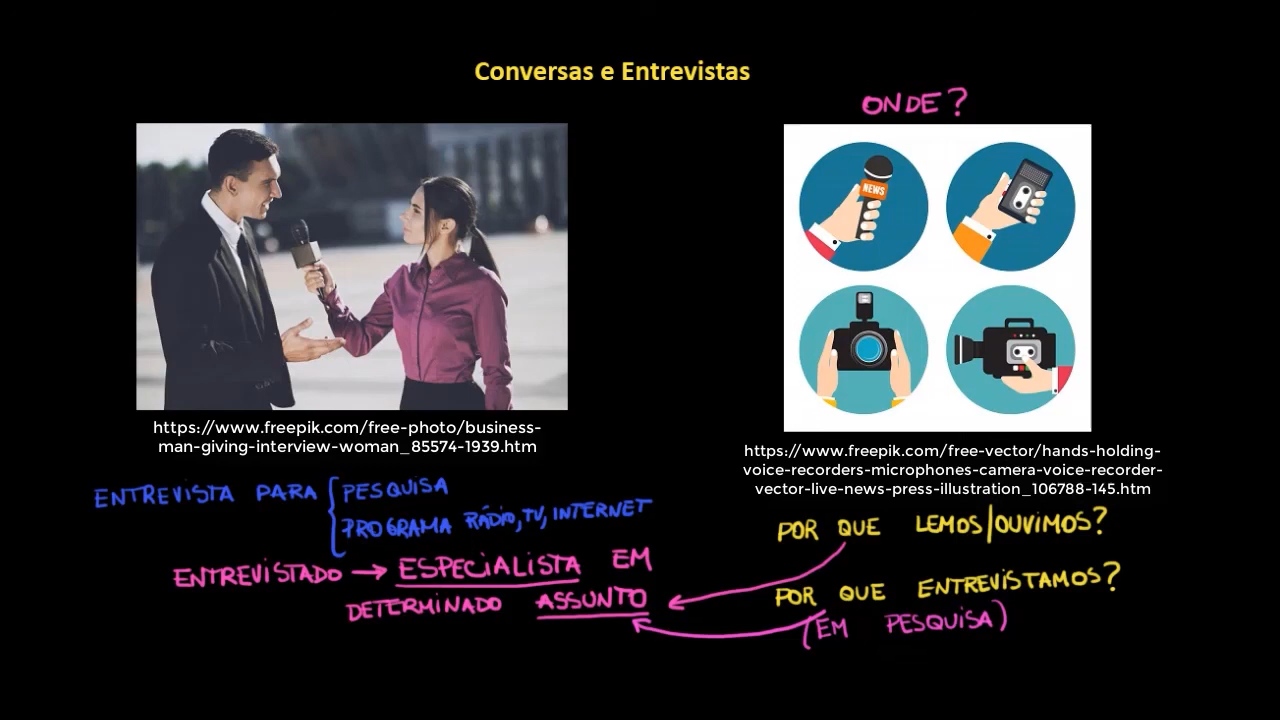 Conversas e Entrevistas
ONDE?
NEWS
https://www.freepik.com/free-photo/business-
man-giving-interview-woman_85574-1939.htm
https://www.freepik.com/free-vector/hands-holding-
voice-recorders-microphones-camera-voice-recorder-
vector-live-news-press-illustration_106788-145.htm
ENTREVISTA PARA { PESQUISA
PROGRAMA RÁDIO, TV, INTERNET
ENTREVISTADO → ESPECIALISTA EM
DETERMINADO ASSUNTO
POR QUE LEMOS/OUVIMOS?
POR QUE ENTREVISTAMOS?
(EM PESQUISA)